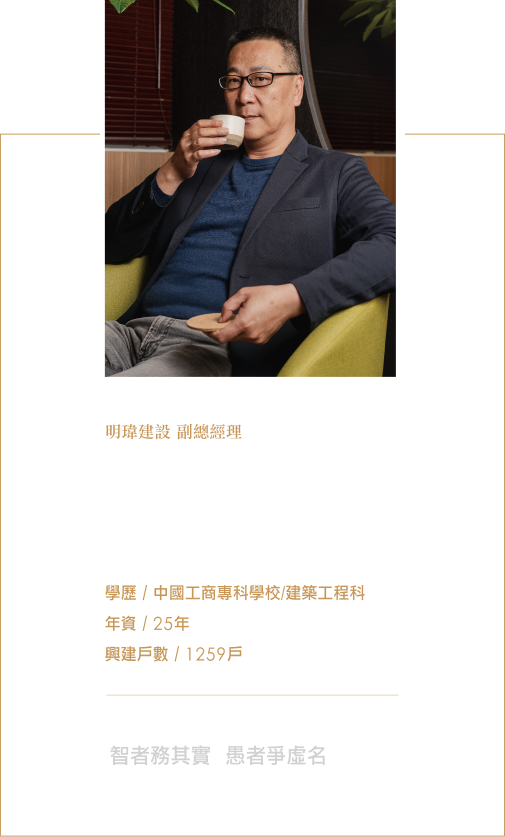 明瑋建設 副總經理
學歷 / 中國工商專科學校/建築工程科
年資 / 25年
興建戶數 / 1259戶
智者務其實 愚者爭虛名